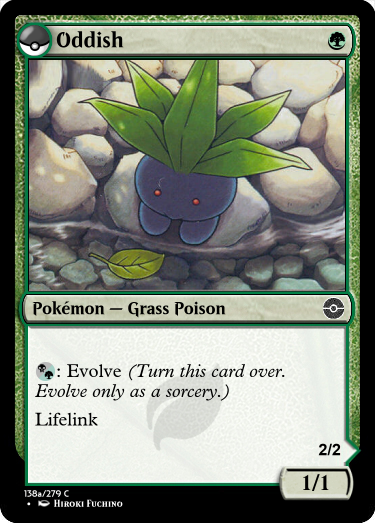 Oddish
Pokémon — Grass Poison
: Evolve (Turn this card over.
Evolve only as a sorcery.)
Lifelink
2/2
1/1
138a/279 C
• Hiroki Fuchino